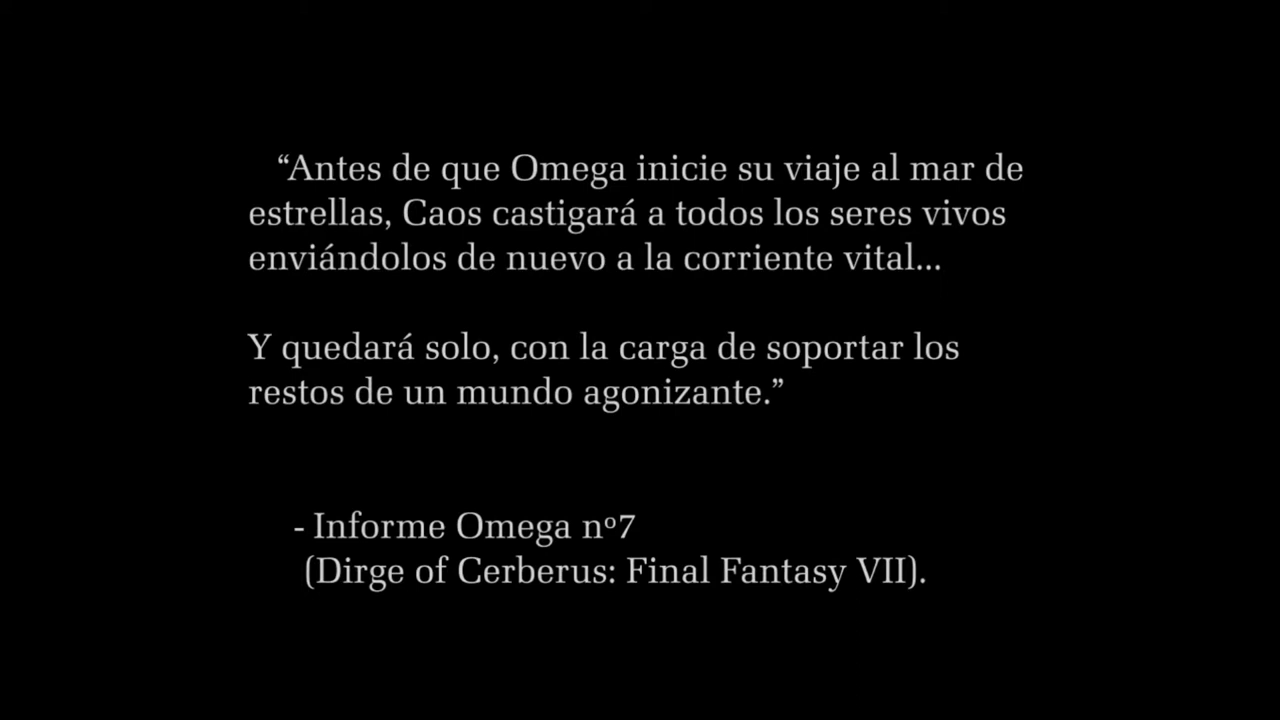 “Antes de que Omega inicie su viaje al mar de
estrellas, Caos castigará a todos los seres vivos
enviándolos de nuevo a la corriente vital...
Y quedará solo, con la carga de soportar los
restos de un mundo agonizante.”
- Informe Omega nº7
(Dirge of Cerberus: Final Fantasy VII).